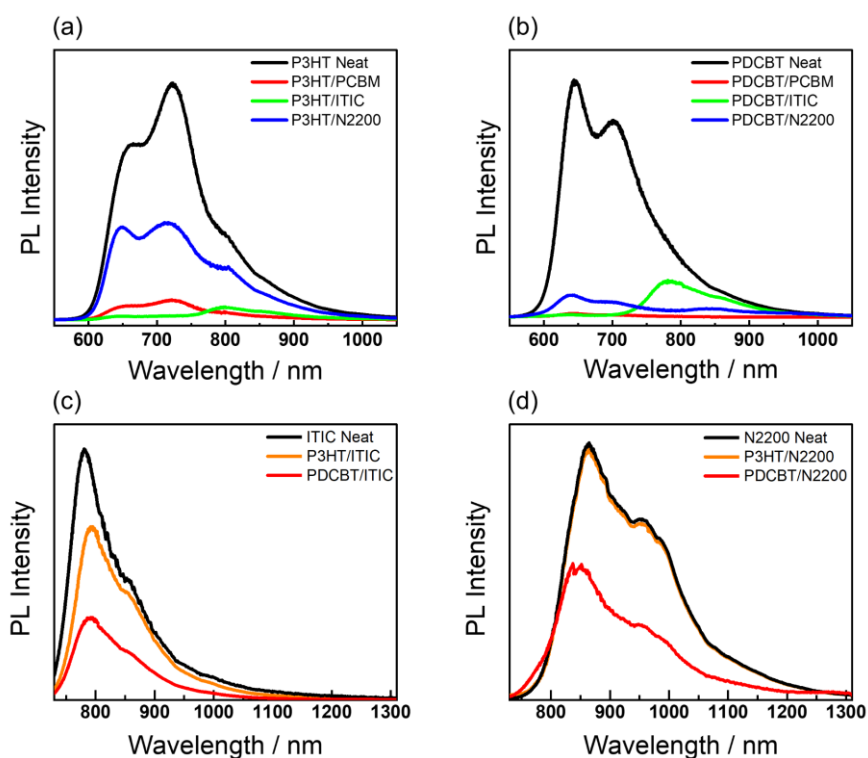 (a)
P3HT Neat
P3HT/PCBM
P3HT/ITIC
P3HT/N2200
PL Intensity
600 700 800 900 1000
Wavelength / nm
(b)
PDCBT Neat
PDCBT/PCBM
PDCBT/ITIC
PDCBT/N2200
PL Intensity
600 700 800 900 1000
Wavelength / nm
(c)
ITIC Neat
P3HT/ITIC
PDCBT/ITIC
PL Intensity
800 900 1000 1100 1200 1300
Wavelength / nm
(d)
N2200 Neat
P3HT/N2200
PDCBT/N2200
PL Intensity
800 900 1000 1100 1200 1300
Wavelength / nm